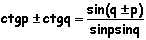 ctgp ± ctgq = sin(q ± p) / sinpsinq